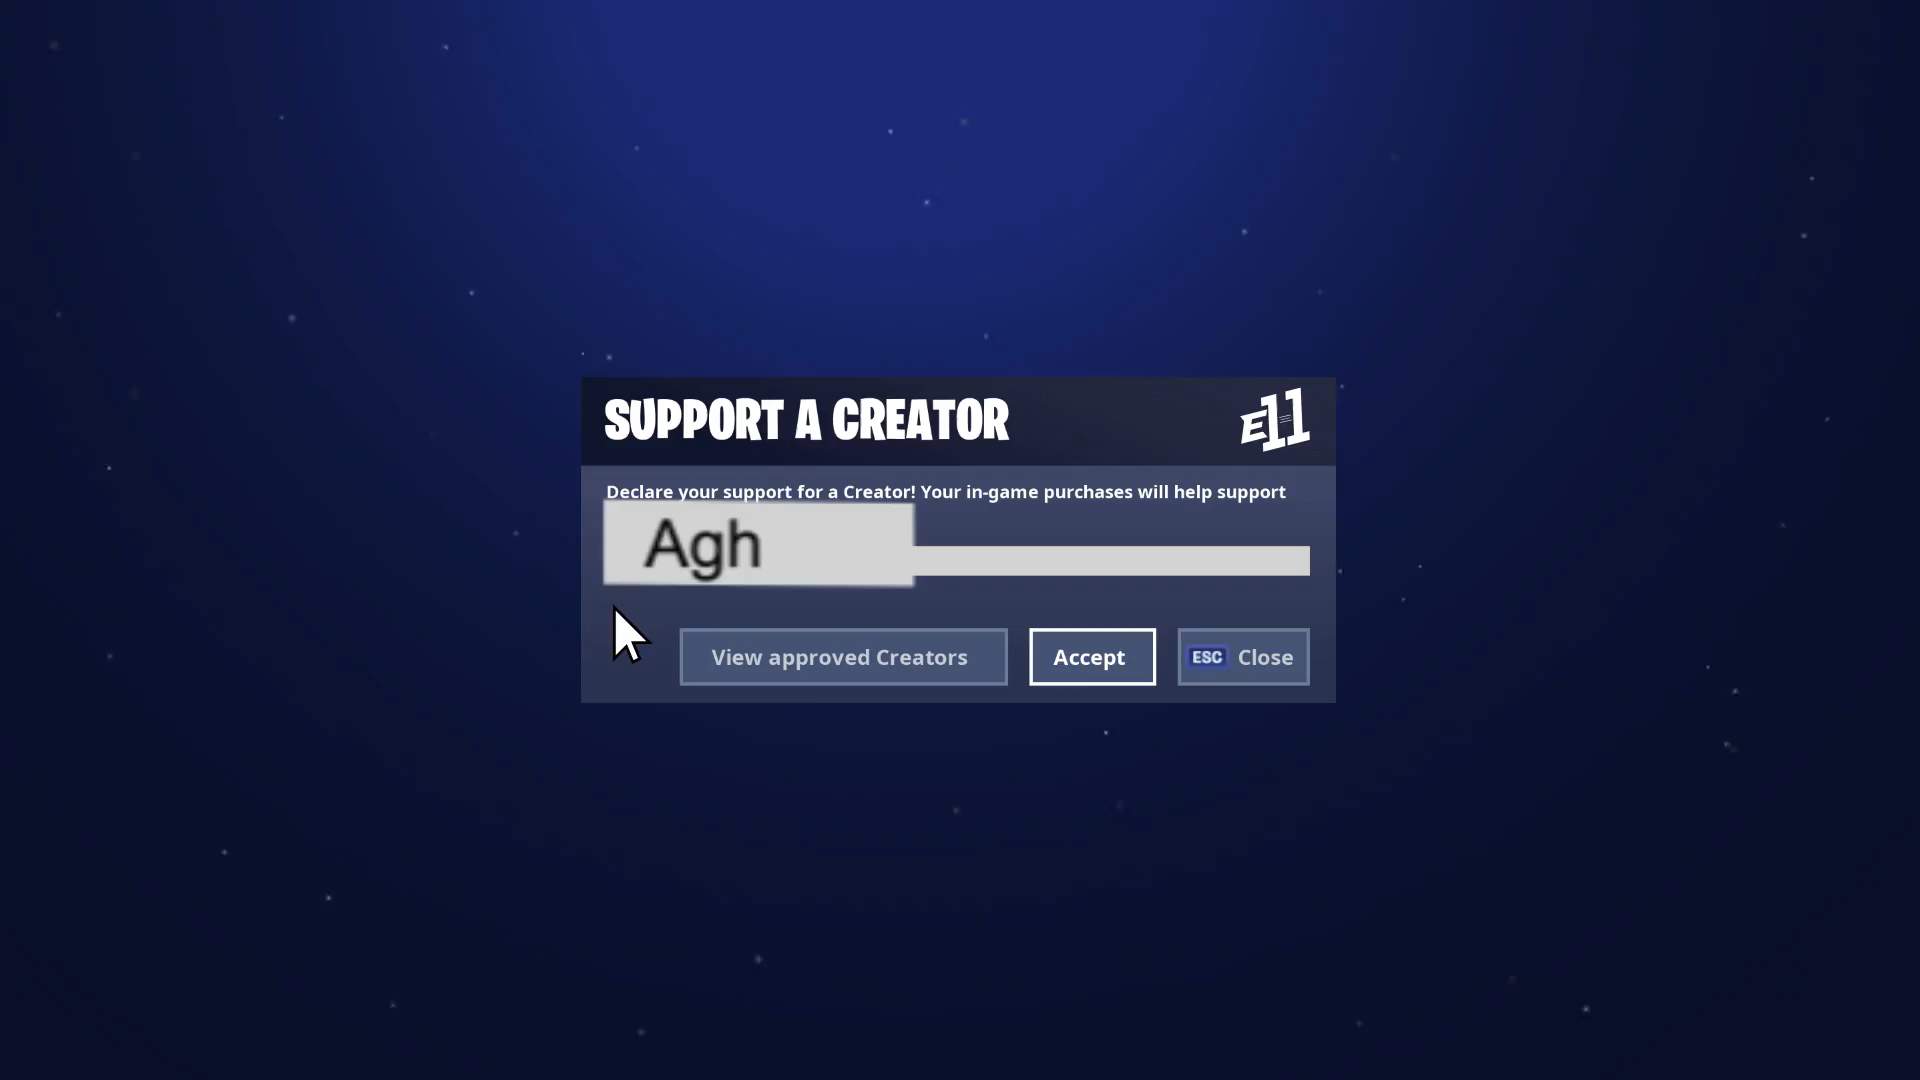 SUPPORT A CREATOR
E11
Declare your support for a Creator! Your in-game purchases will help support
Agh
View approved Creators
Accept
ESC Close